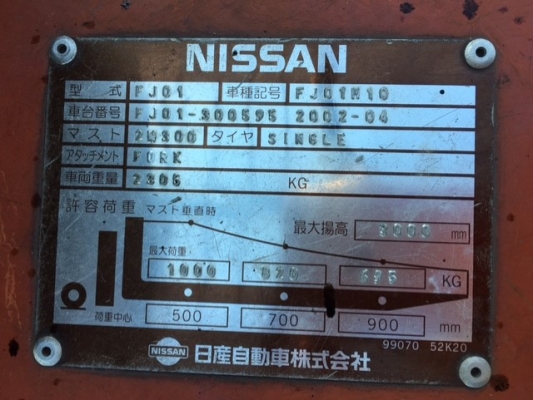 NISSAN
型式 FJ01 車種記号 FJ01M10
車台番号 FJ01-300595 2002-04
マスト 2W300 タイヤ SINGLE
アタッチメント FORK
車両重量 2305 KG
許容荷重 マスト垂直時
最大揚高 3000 mm
最大荷重
1000 820 695 KG
荷重中心 500 700 900 mm
99070 52K20
NISSAN 日産自動車株式会社